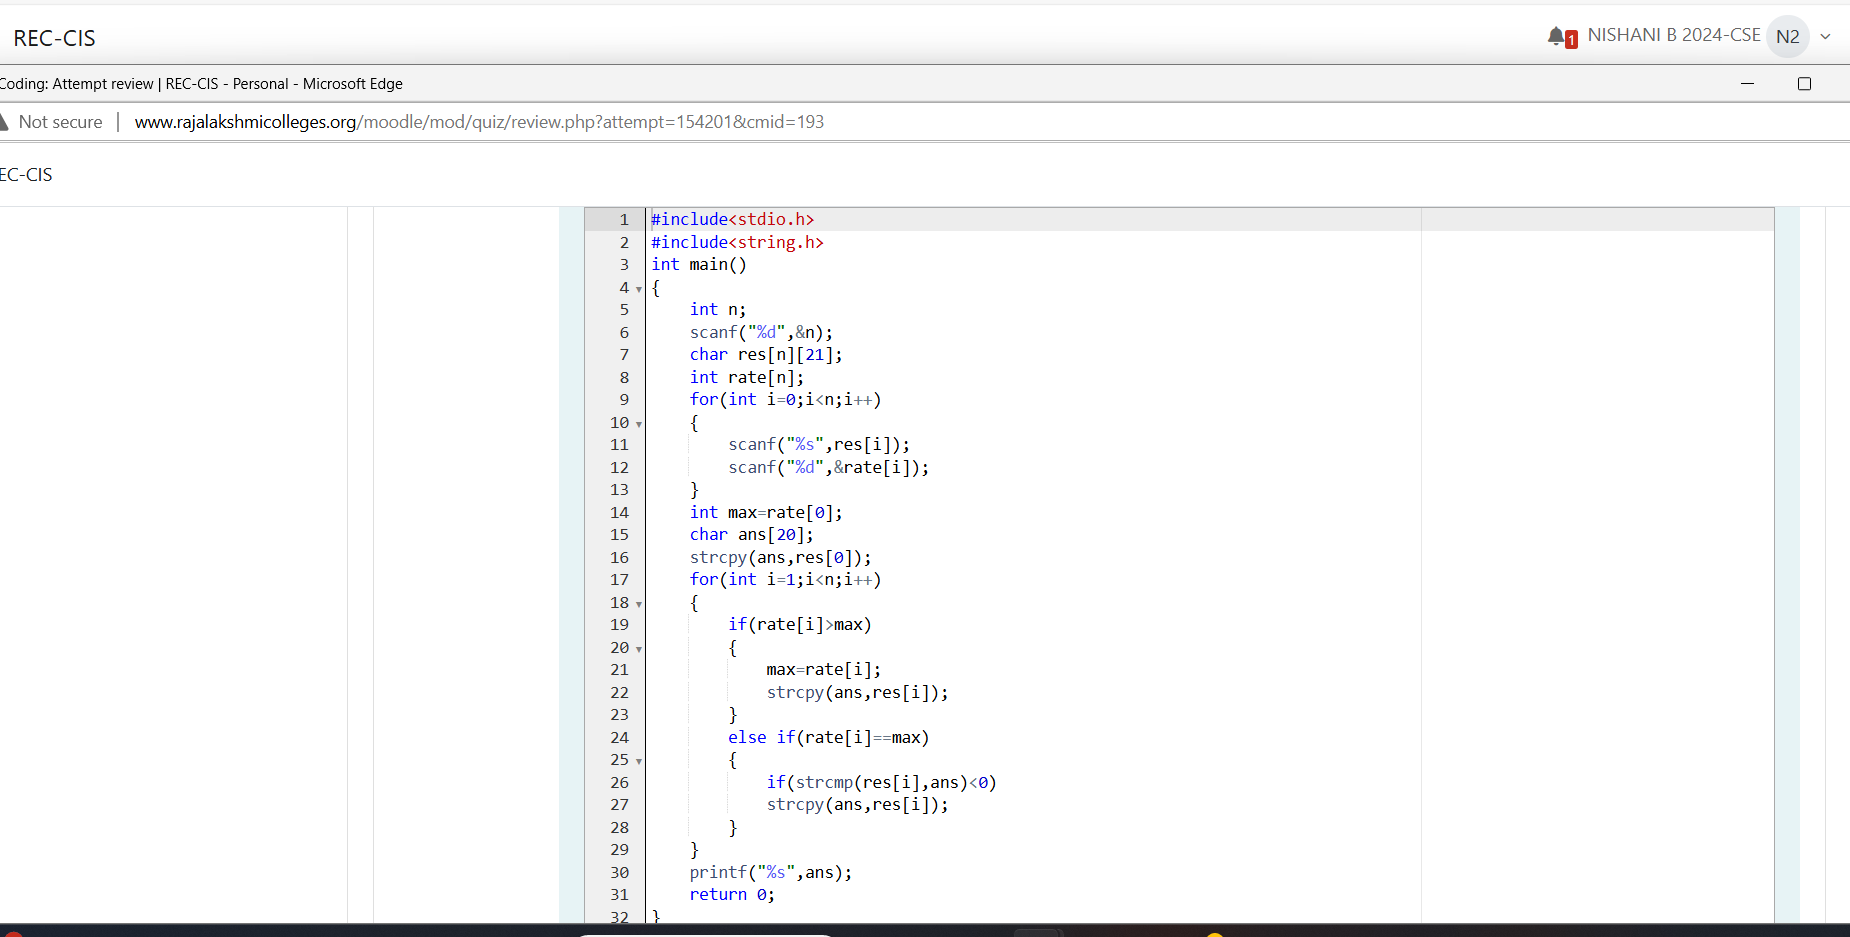 REC-CIS
1 NISHANI B 2024-CSE N2
Coding: Attempt review | REC-CIS - Personal - Microsoft Edge
Not secure | www.rajalakshmicolleges.org/moodle/mod/quiz/review.php?attempt=154201&cmid=193
EC-CIS
1 #include<stdio.h>
2 #include<string.h>
3 int main()
4 {
5     int n;
6     scanf("%d",&n);
7     char res[n][21];
8     int rate[n];
9     for(int i=0;i<n;i++)
10     {
11         scanf("%s",res[i]);
12         scanf("%d",&rate[i]);
13     }
14     int max=rate[0];
15     char ans[20];
16     strcpy(ans,res[0]);
17     for(int i=1;i<n;i++)
18     {
19         if(rate[i]>max)
20         {
21             max=rate[i];
22             strcpy(ans,res[i]);
23         }
24         else if(rate[i]==max)
25         {
26             if(strcmp(res[i],ans)<0)
27             strcpy(ans,res[i]);
28         }
29     }
30     printf("%s",ans);
31     return 0;
32 }